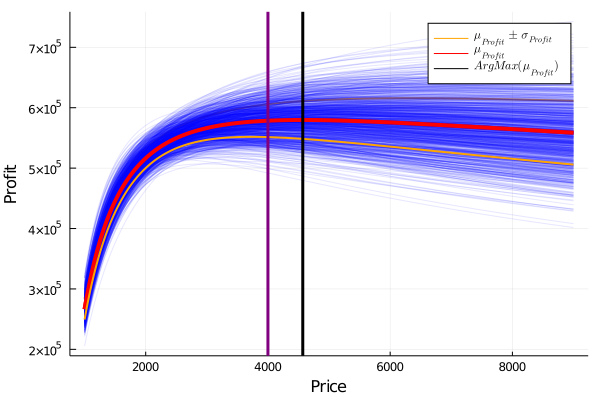 Profit
7×10⁵
6×10⁵
5×10⁵
4×10⁵
3×10⁵
2×10⁵
2000 4000 6000 8000
Price
μ_Profit ± σ_Profit
μ_Profit
ArgMax(μ_Profit)